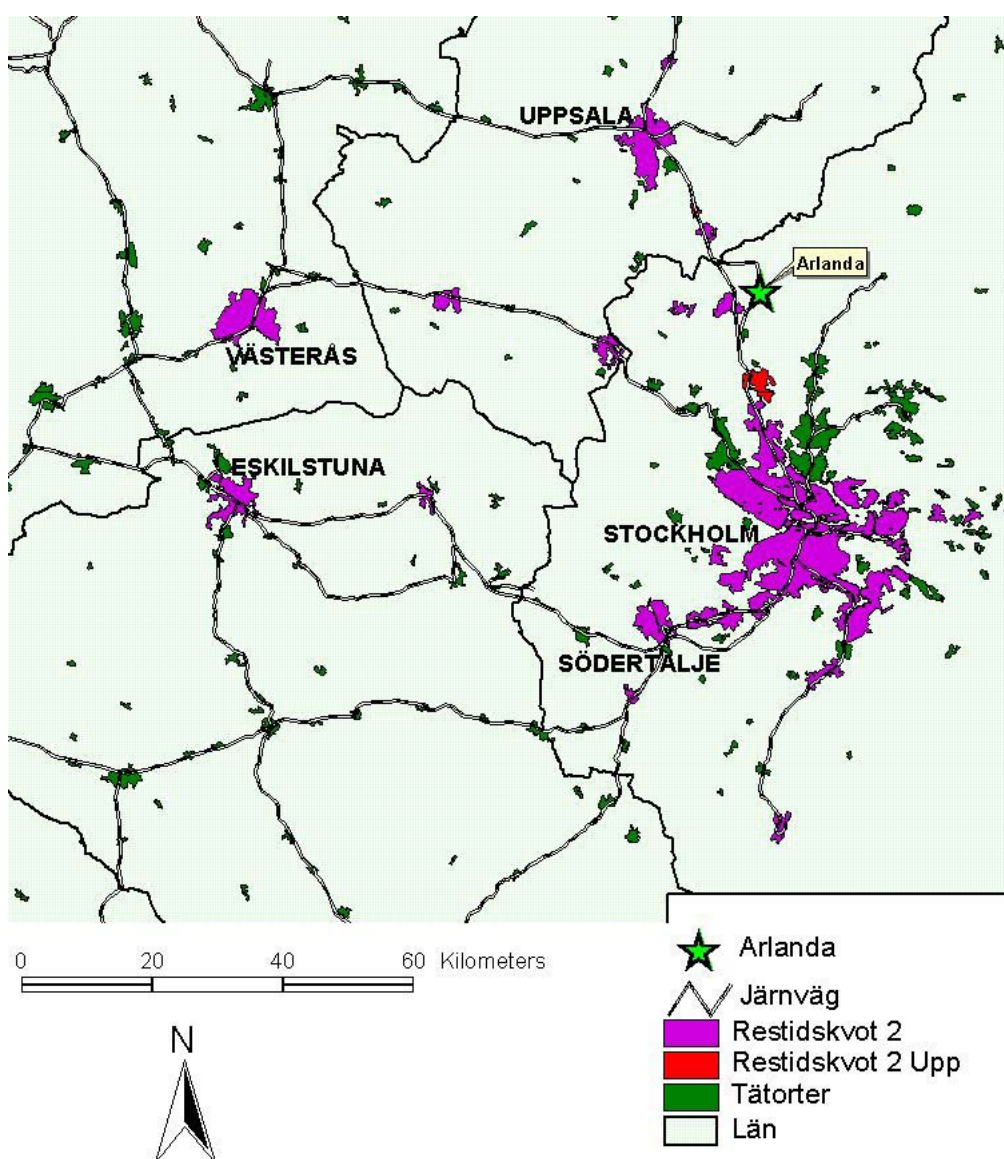 UPPSALA
Arlanda
VÄSTERÅS
ESKILSTUNA
STOCKHOLM
SÖDERTÄLJE
0 20 40 60 Kilometers
N
Arlanda
Järnväg
Restidskvot 2
Restidskvot 2 Upp
Tätorter
Län